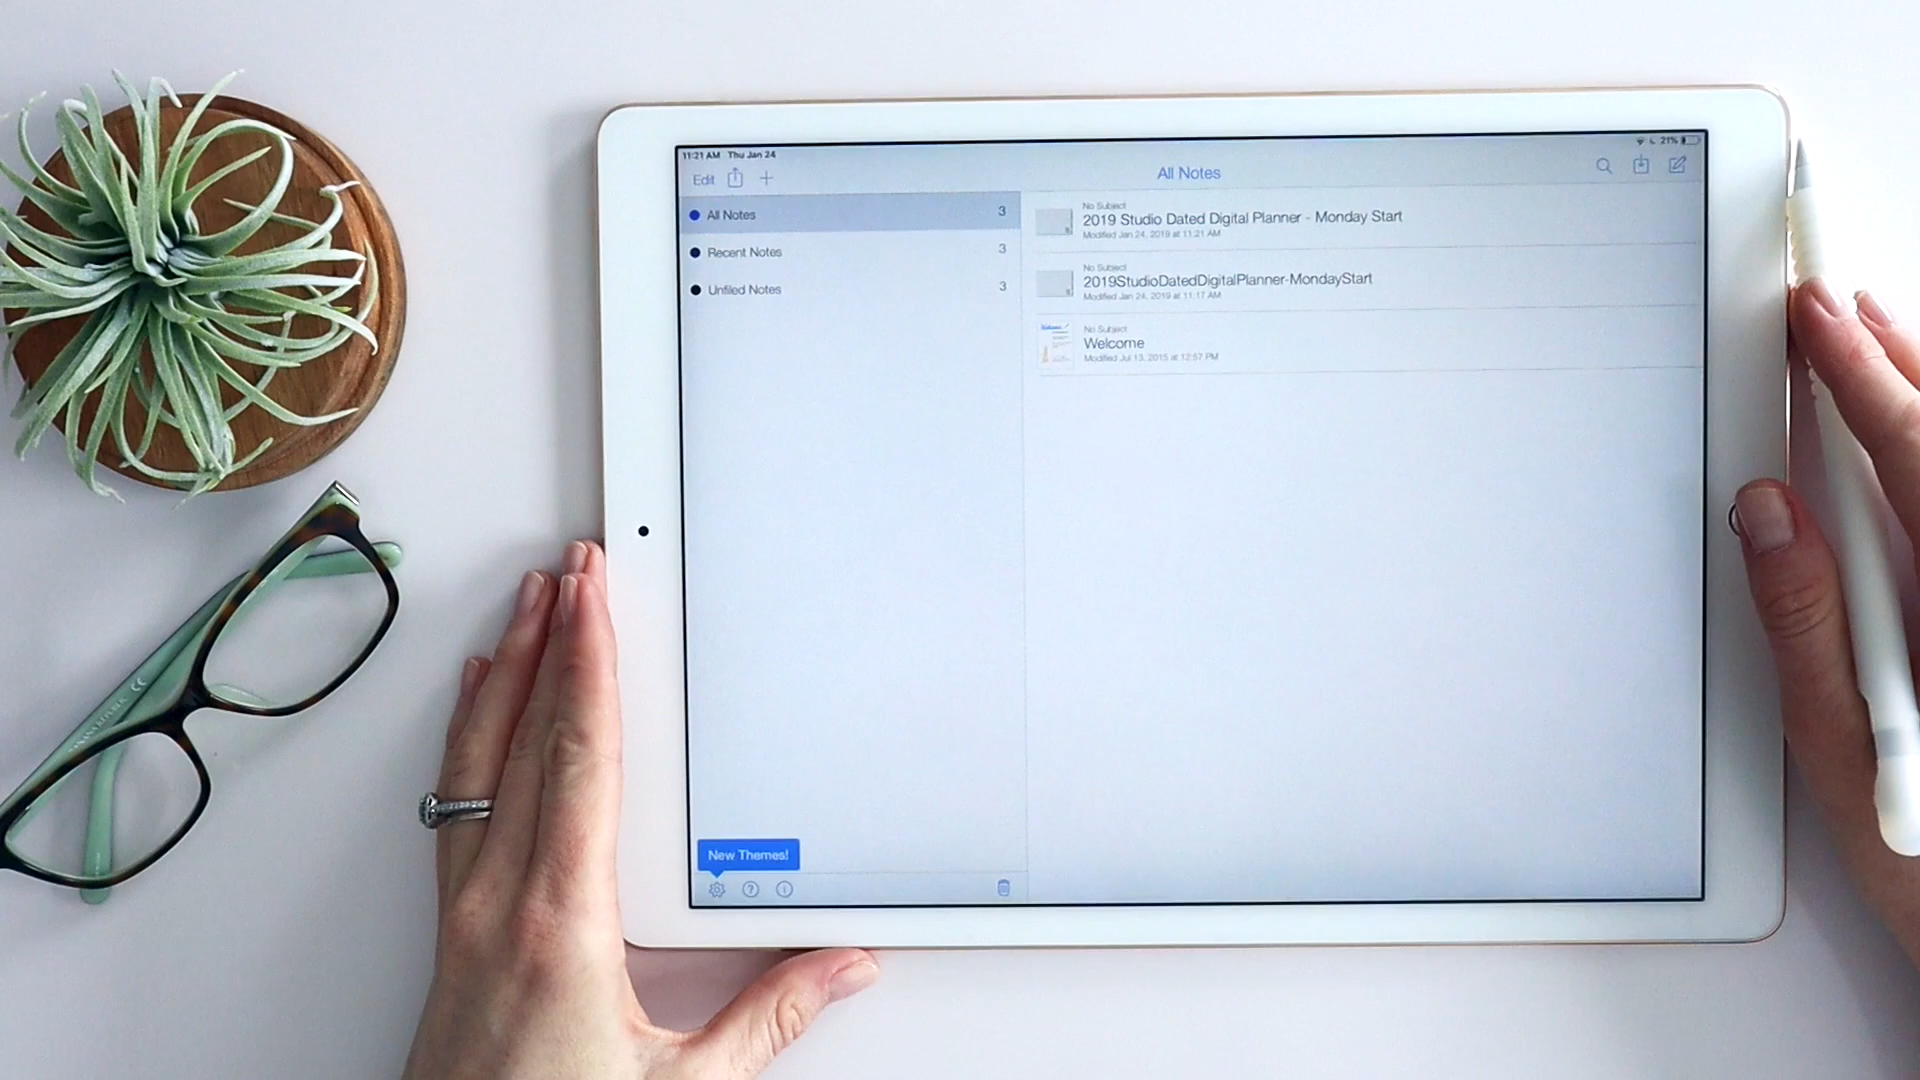 11:21 AM Thu Jan 24
21%
Edit
All Notes
All Notes 3
Recent Notes 3
Unfiled Notes 3
No Subject
2019 Studio Dated Digital Planner - Monday Start
Modified Jan 24, 2019 at 11:21 AM
No Subject
2019StudioDatedDigitalPlanner-MondayStart
Modified Jan 24, 2019 at 11:17 AM
No Subject
Welcome
Modified Jul 13, 2015 at 12:57 PM
New Themes!